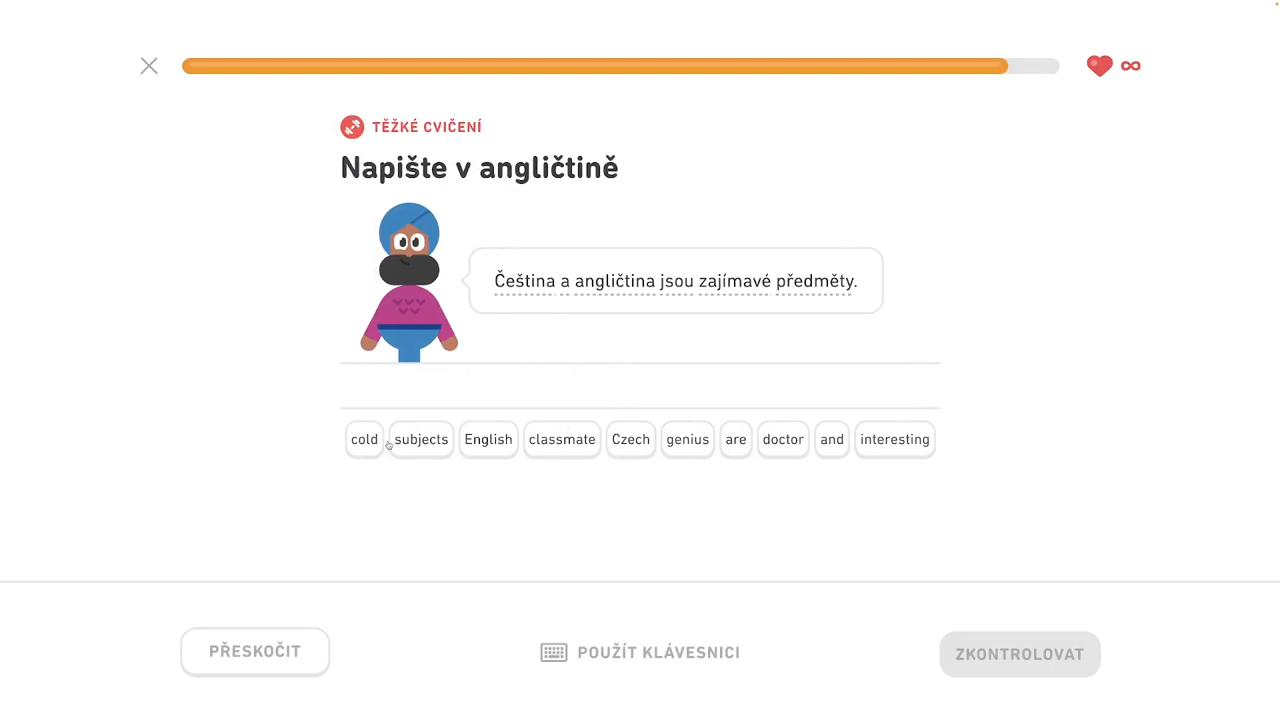 TĚŽKÉ CVIČENÍ
Napište v angličtině
Čeština a angličtina jsou zajímavé předměty.
cold subjects English classmate Czech genius are doctor and interesting
PŘESKOČIT
POUŽÍT KLÁVESNICI
ZKONTROLOVAT